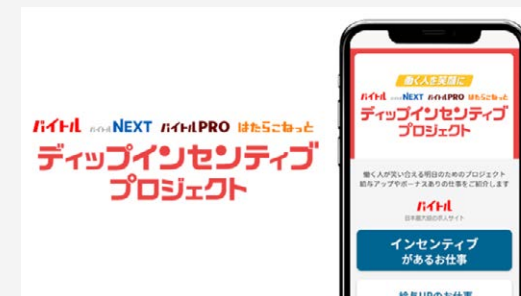 バイトル バイトルNEXT バイトルPRO はたらこねっと
ディップインセンティブ
プロジェクト
働く人を笑顔に
バイトル バイトルNEXT バイトルPRO はたらこねっと
ディップインセンティブ
プロジェクト
働く人が笑い合える明日のためのプロジェクト
給与アップやボーナスありの仕事をご紹介します
バイトル
日本最大級の求人サイト
インセンティブ
があるお仕事
給与UPのお仕事